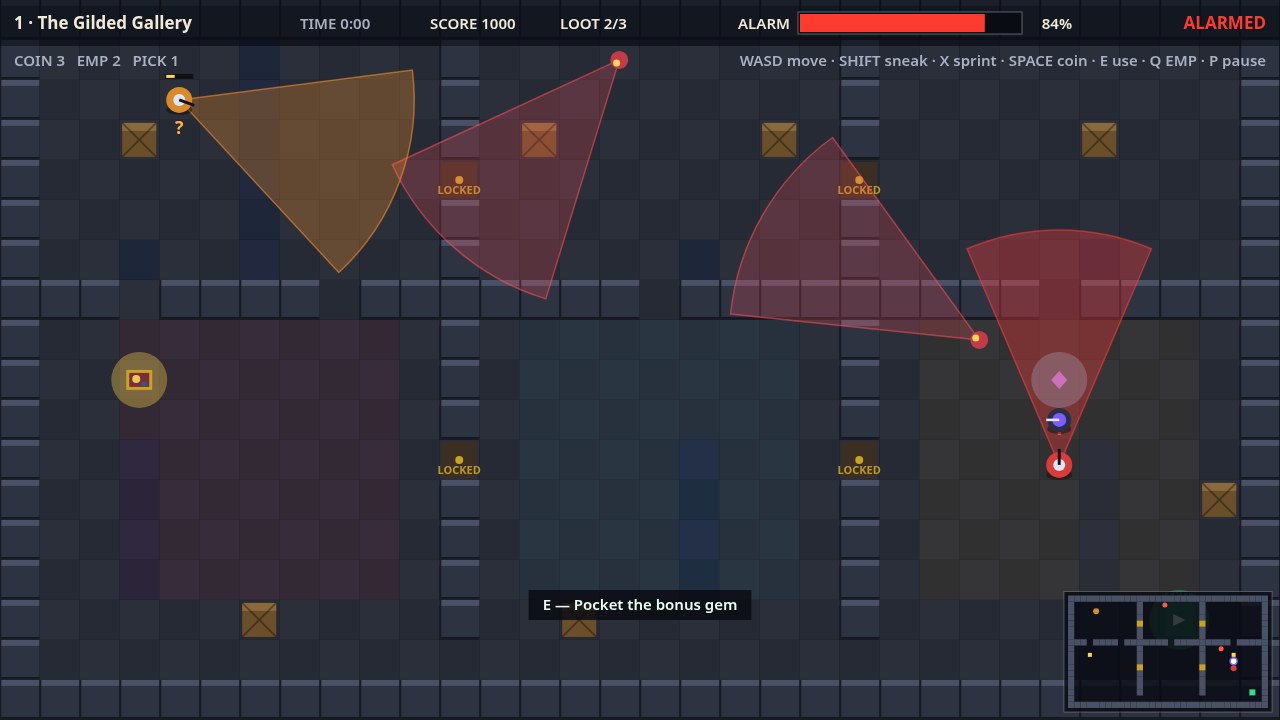 1 · The Gilded Gallery TIME 0:00 SCORE 1000 LOOT 2/3 ALARM 84% ALARMED
COIN 3 EMP 2 PICK 1 WASD move · SHIFT sneak · X sprint · SPACE coin · E use · Q EMP · P pause
?
LOCKED LOCKED
LOCKED LOCKED
E — Pocket the bonus gem